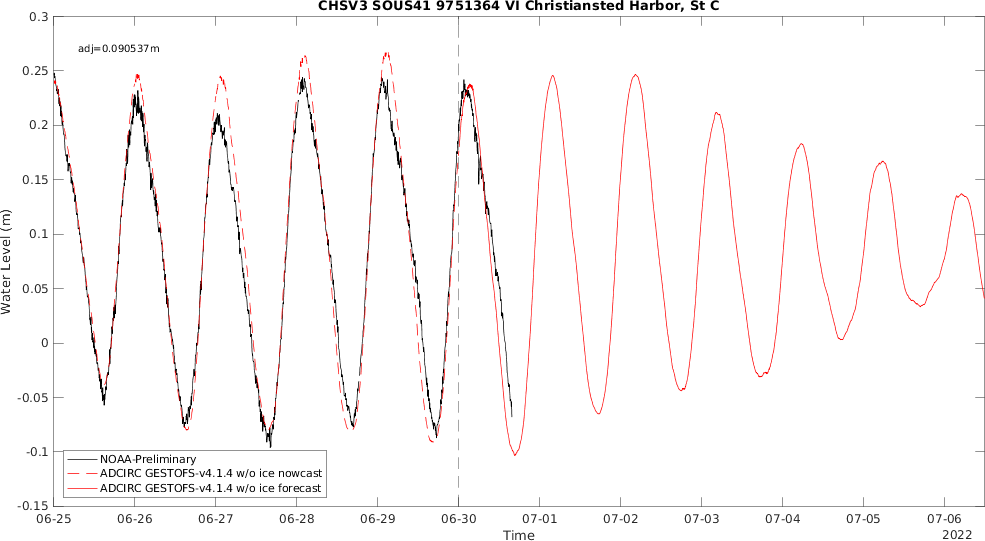 CHSV3 SOUS41 9751364 VI Christiansted Harbor, St C
adj=0.090537m
0.3
0.25
0.2
0.15
0.1
0.05
0
-0.05
-0.1
-0.15
Water Level (m)
NOAA-Preliminary
ADCIRC GESTOFS-v4.1.4 w/o ice nowcast
ADCIRC GESTOFS-v4.1.4 w/o ice forecast
06-25 06-26 06-27 06-28 06-29 06-30 07-01 07-02 07-03 07-04 07-05 07-06
Time
2022